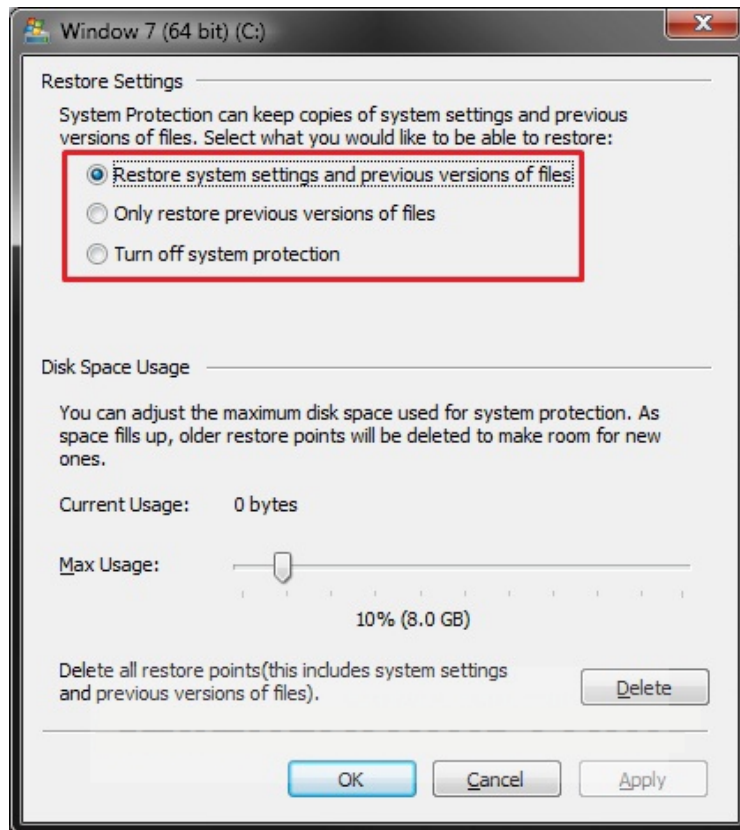 Window 7 (64 bit) (C:)
Restore Settings
System Protection can keep copies of system settings and previous
versions of files. Select what you would like to be able to restore:
Restore system settings and previous versions of files
Only restore previous versions of files
Turn off system protection
Disk Space Usage
You can adjust the maximum disk space used for system protection. As
space fills up, older restore points will be deleted to make room for new
ones.
Current Usage: 0 bytes
Max Usage:
10% (8.0 GB)
Delete all restore points(this includes system settings
and previous versions of files).
Delete
OK Cancel Apply